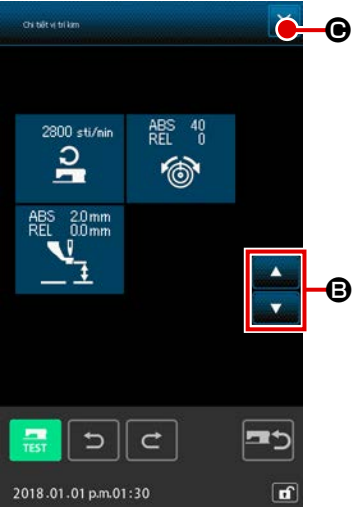 Chi tiết vị trí kim
C
2800 sti/min
ABS 40
REL 0
ABS 2.0mm
REL 0.0mm
B
TEST
2018.01.01 p.m.01:30